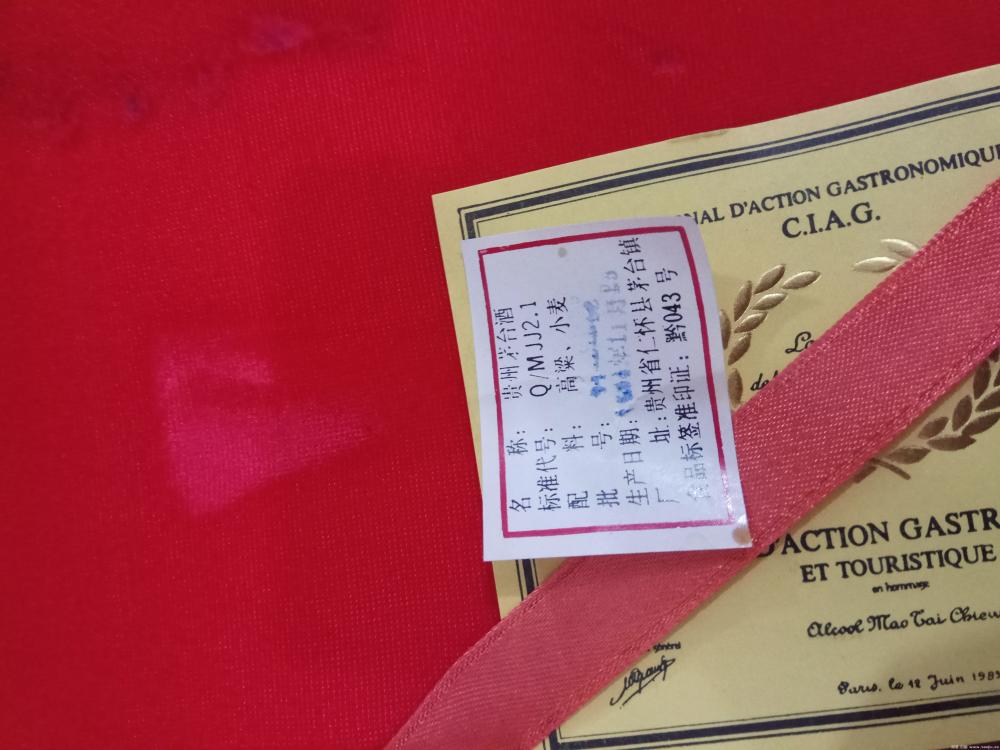 名 称：贵州茅台酒
标准代号：Q/MJJ2.1
配 料：高粱、小麦
批 号：
生产日期：
厂 址：贵州省仁怀县茅台镇
食品标签准印证：黔043号
NAL D'ACTION GASTRONOMIQU
C.I.A.G.
D'ACTION GASTR
ET TOURISTIQUE
en hommage
Alcool Mao Tai Chiew
Paris, le 12 Juin 198